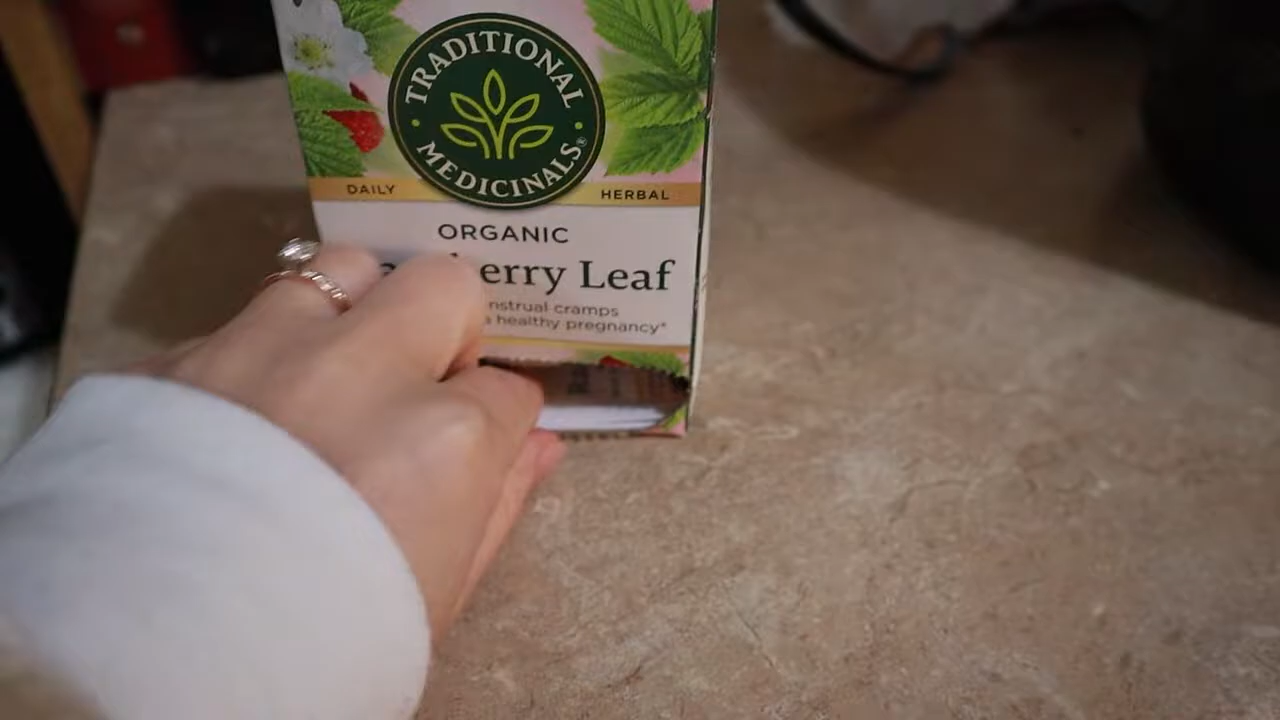 TRADITIONAL
MEDICINALS®
DAILY
HERBAL
ORGANIC
erry Leaf
nstrual cramps
healthy pregnancy*